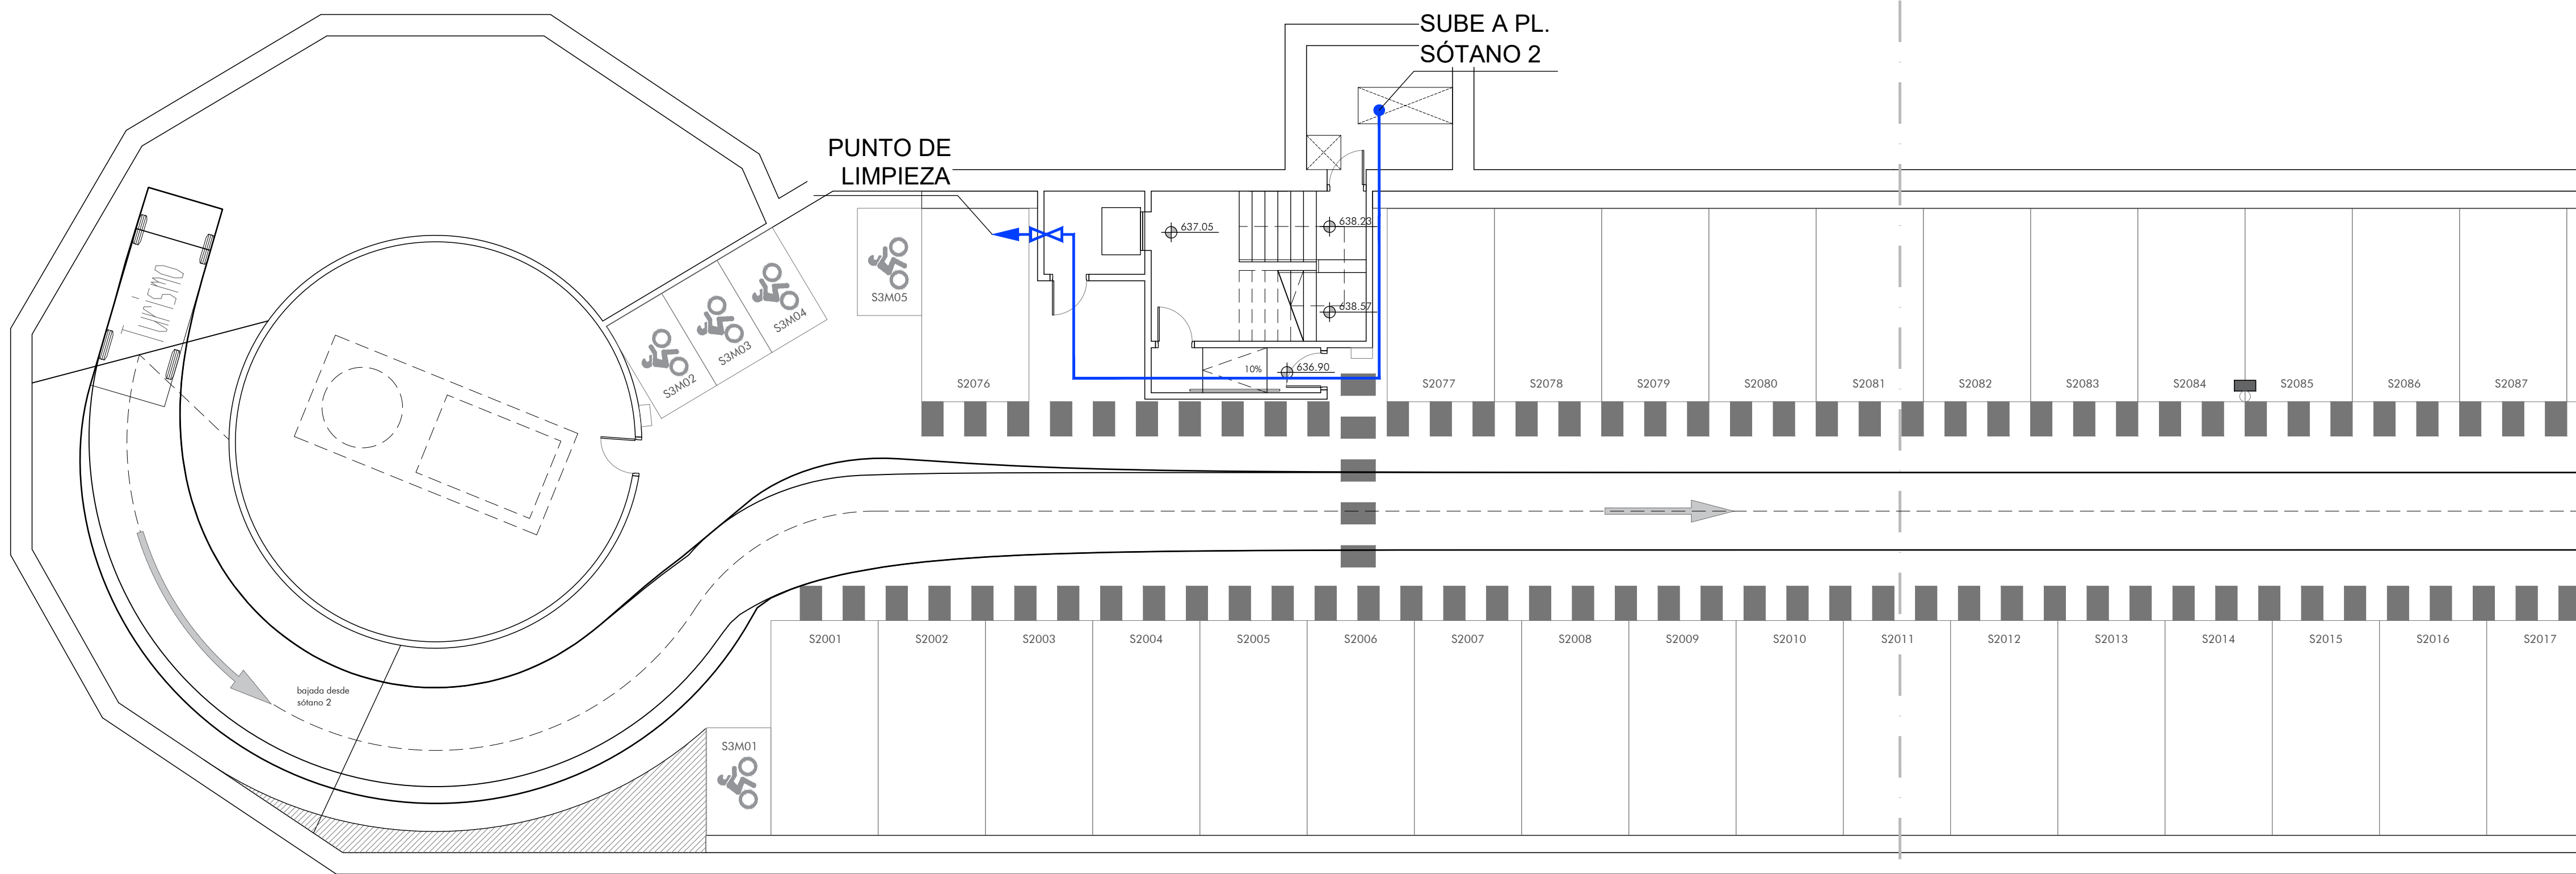 SUBE A PL.
SÓTANO 2
PUNTO DE
LIMPIEZA
Turismo
S3M05
S3M04
S3M03
S3M02
637.05
638.23
638.57
636.90
10%
S2076
S2077
S2078
S2079
S2080
S2081
S2082
S2083
S2084
S2085
S2086
S2087
bajada desde
sótano 2
S2001
S2002
S2003
S2004
S2005
S2006
S2007
S2008
S2009
S2010
S2011
S2012
S2013
S2014
S2015
S2016
S2017
S3M01